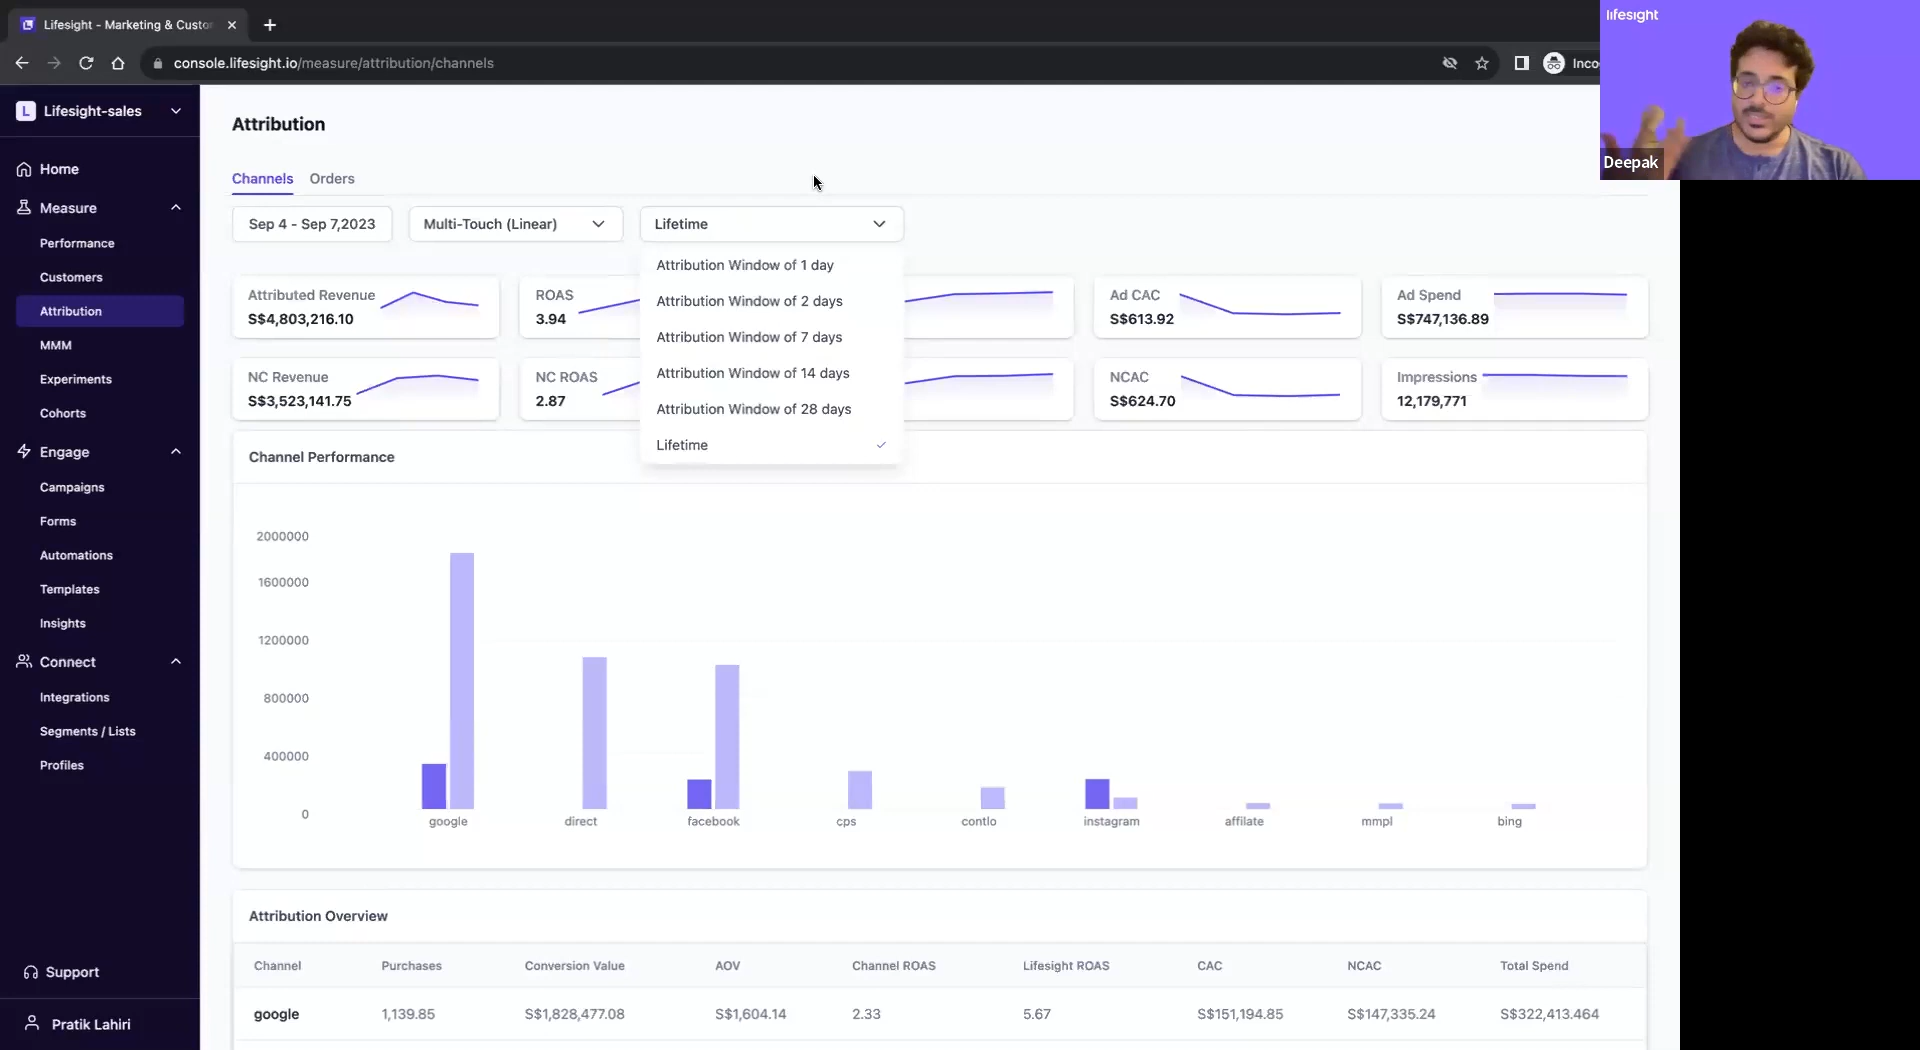 Lifesight - Marketing & Custo
console.lifesight.io/measure/attribution/channels
Inco
lifesight
Deepak
L Lifesight-sales
Home
Measure
Performance
Customers
Attribution
MMM
Experiments
Cohorts
Engage
Campaigns
Forms
Automations
Templates
Insights
Connect
Integrations
Segments / Lists
Profiles
Support
Pratik Lahiri
Attribution
Channels Orders
Sep 4 - Sep 7,2023 Multi-Touch (Linear) Lifetime
Attribution Window of 1 day
Attribution Window of 2 days
Attribution Window of 7 days
Attribution Window of 14 days
Attribution Window of 28 days
Lifetime
Attributed Revenue
S$4,803,216.10
ROAS
3.94
Ad CAC
S$613.92
Ad Spend
S$747,136.89
NC Revenue
S$3,523,141.75
NC ROAS
2.87
NCAC
S$624.70
Impressions
12,179,771
Channel Performance
2000000
1600000
1200000
800000
400000
0
google direct facebook cps contlo instagram affilate mmpl bing
Attribution Overview
Channel Purchases Conversion Value AOV Channel ROAS Lifesight ROAS CAC NCAC Total Spend
google 1,139.85 S$1,828,477.08 S$1,604.14 2.33 5.67 S$151,194.85 S$147,335.24 S$322,413.464